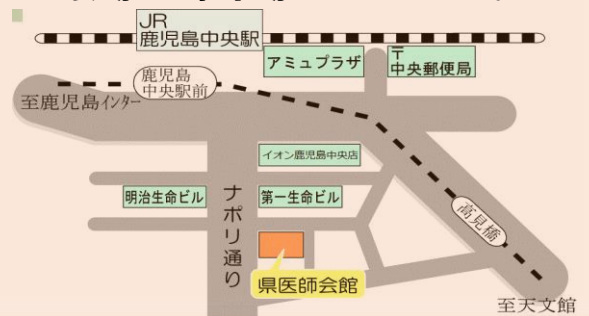 JR
鹿児島中央駅
アミュプラザ
〒
中央郵便局
鹿児島
中央駅前
至鹿児島インター
イオン鹿児島中央店
明治生命ビル
ナポリ通り
第一生命ビル
高見橋
県医師会館
至天文館